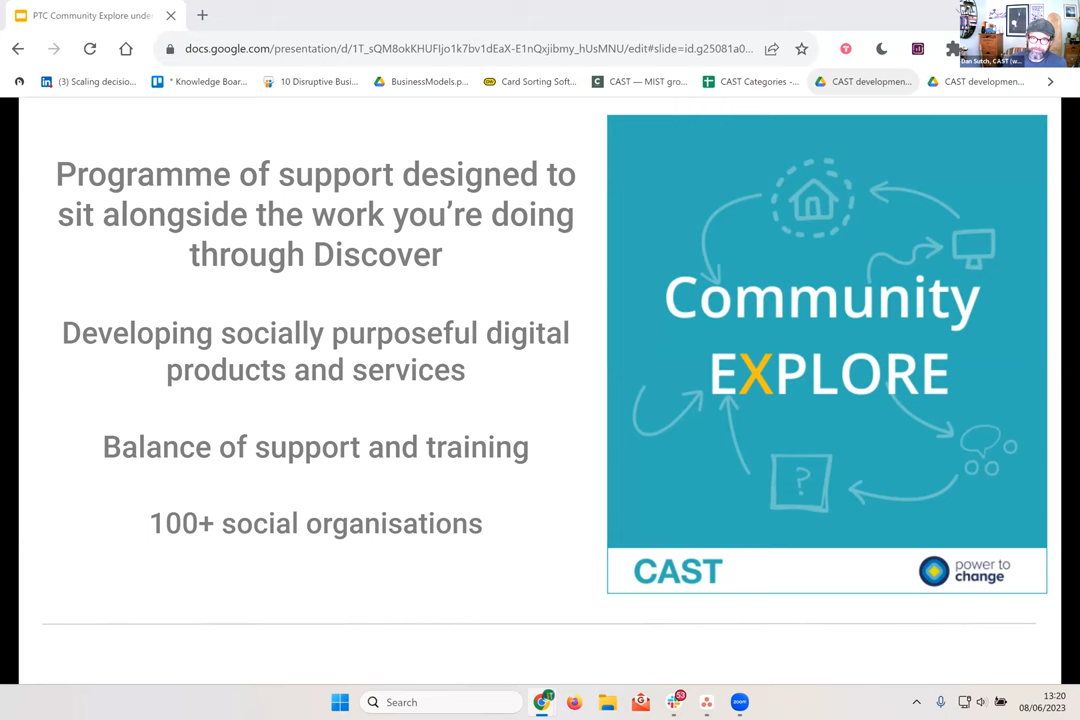 PTC Community Explore unde
docs.google.com/presentation/d/1T_sQM8okKHUFIjo1k7bv1dEaX-E1nQxjibmy_hUsMNU/edit#slide=id.g25081a0...
(3) Scaling decisio...
* Knowledge Boar...
10 Disruptive Busi...
BusinessModels.p...
Card Sorting Soft...
CAST — MIST gro...
CAST Categories -...
CAST developmen...
CAST developmen...
Dan Sutch, CAST (w...
Programme of support designed to
sit alongside the work you’re doing
through Discover
Developing socially purposeful digital
products and services
Balance of support and training
100+ social organisations
Community
EXPLORE
?
CAST
power to
change
Search
53
13:20
08/06/2023